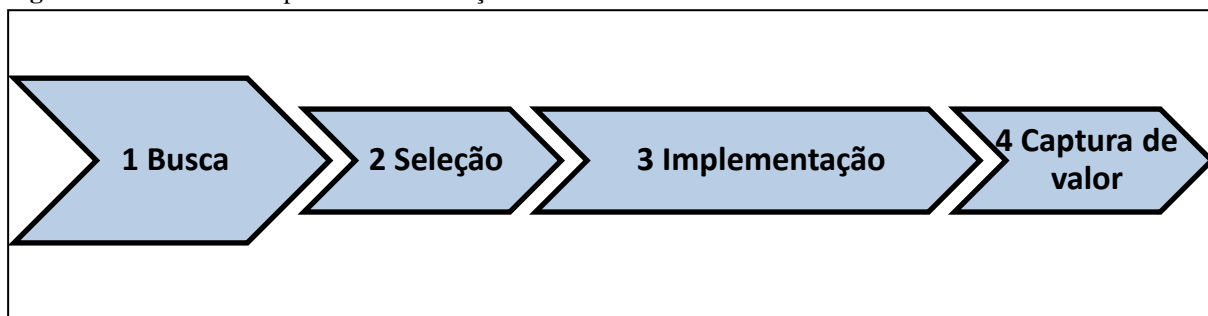 1 Busca
2 Seleção
3 Implementação
4 Captura de
valor